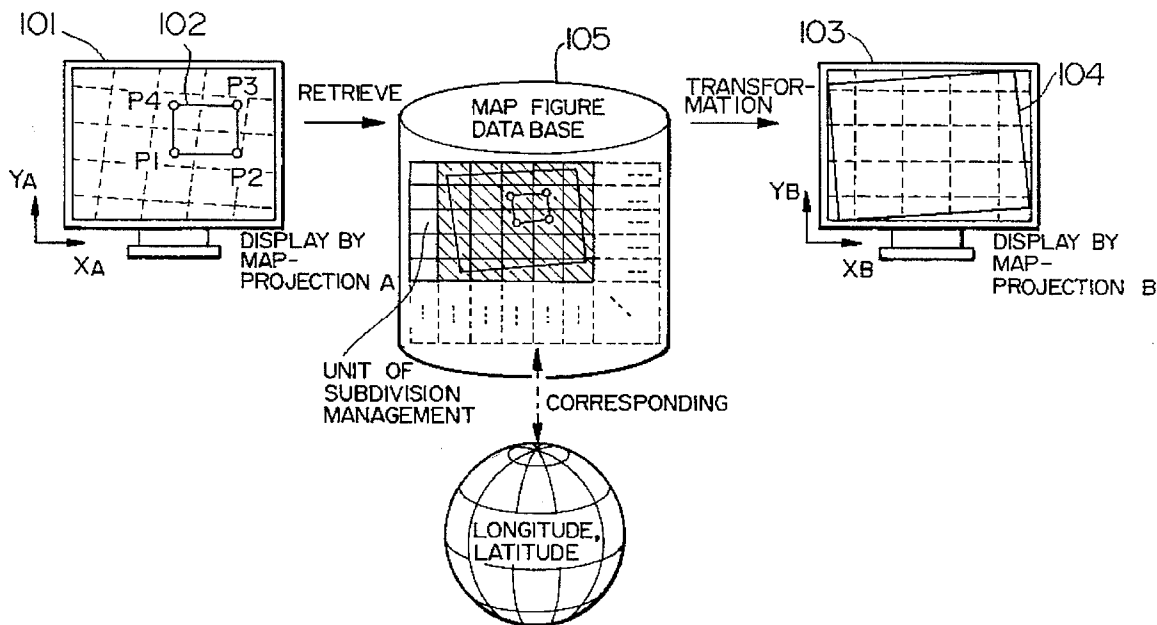 101
102
P4
P3
P1
P2
YA
XA
DISPLAY BY
MAP-
PROJECTION A
RETRIEVE
105
MAP FIGURE
DATA BASE
UNIT OF
SUBDIVISION
MANAGEMENT
CORRESPONDING
LONGITUDE,
LATITUDE
TRANSFOR-
MATION
103
104
YB
XB
DISPLAY BY
MAP-
PROJECTION B